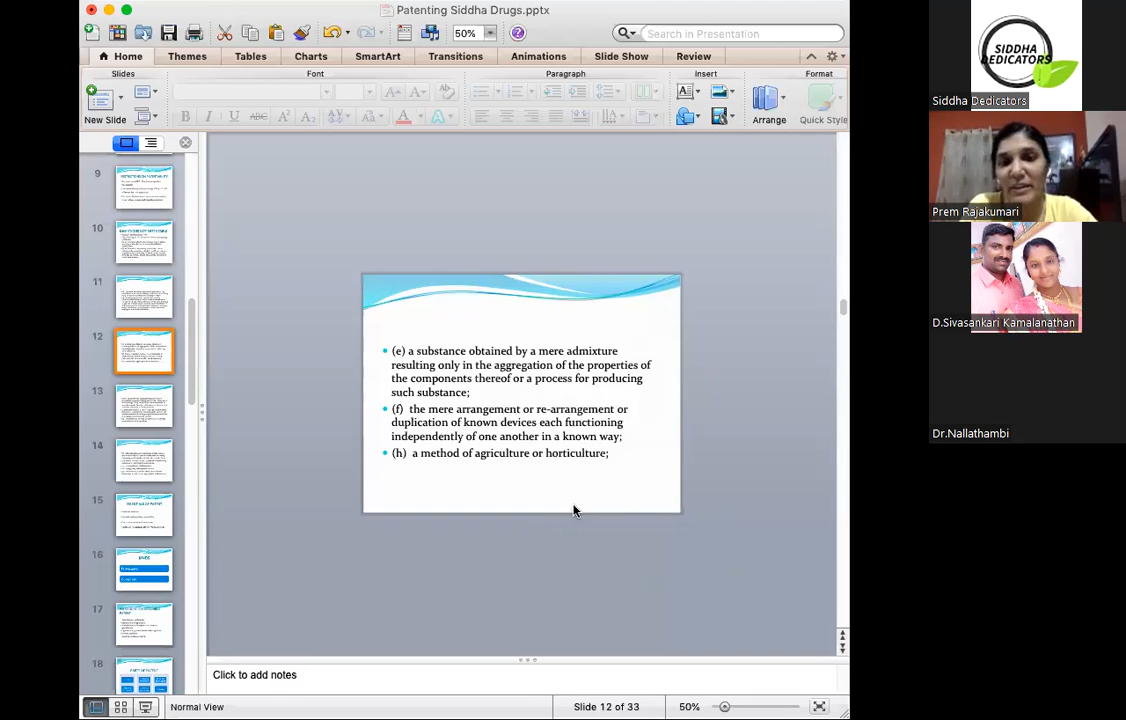 Patenting Siddha Drugs.pptx
50%
Search in Presentation
Home
Themes
Tables
Charts
SmartArt
Transitions
Animations
Slide Show
Review
Slides
Font
Paragraph
Insert
Format
New Slide
Arrange
Quick Style
9
10
11
12
13
14
15
16
17
18
(e) a substance obtained by a mere admixture
resulting only in the aggregation of the properties of
the components thereof or a process for producing
such substance;
(f) the mere arrangement or re-arrangement or
duplication of known devices each functioning
independently of one another in a known way;
(h) a method of agriculture or horticulture;
Click to add notes
Normal View
Slide 12 of 33
50%
SIDDHA
DEDICATORS
Siddha Dedicators
Prem Rajakumari
D.Sivasankari Kamalanathan
Dr.Nallathambi